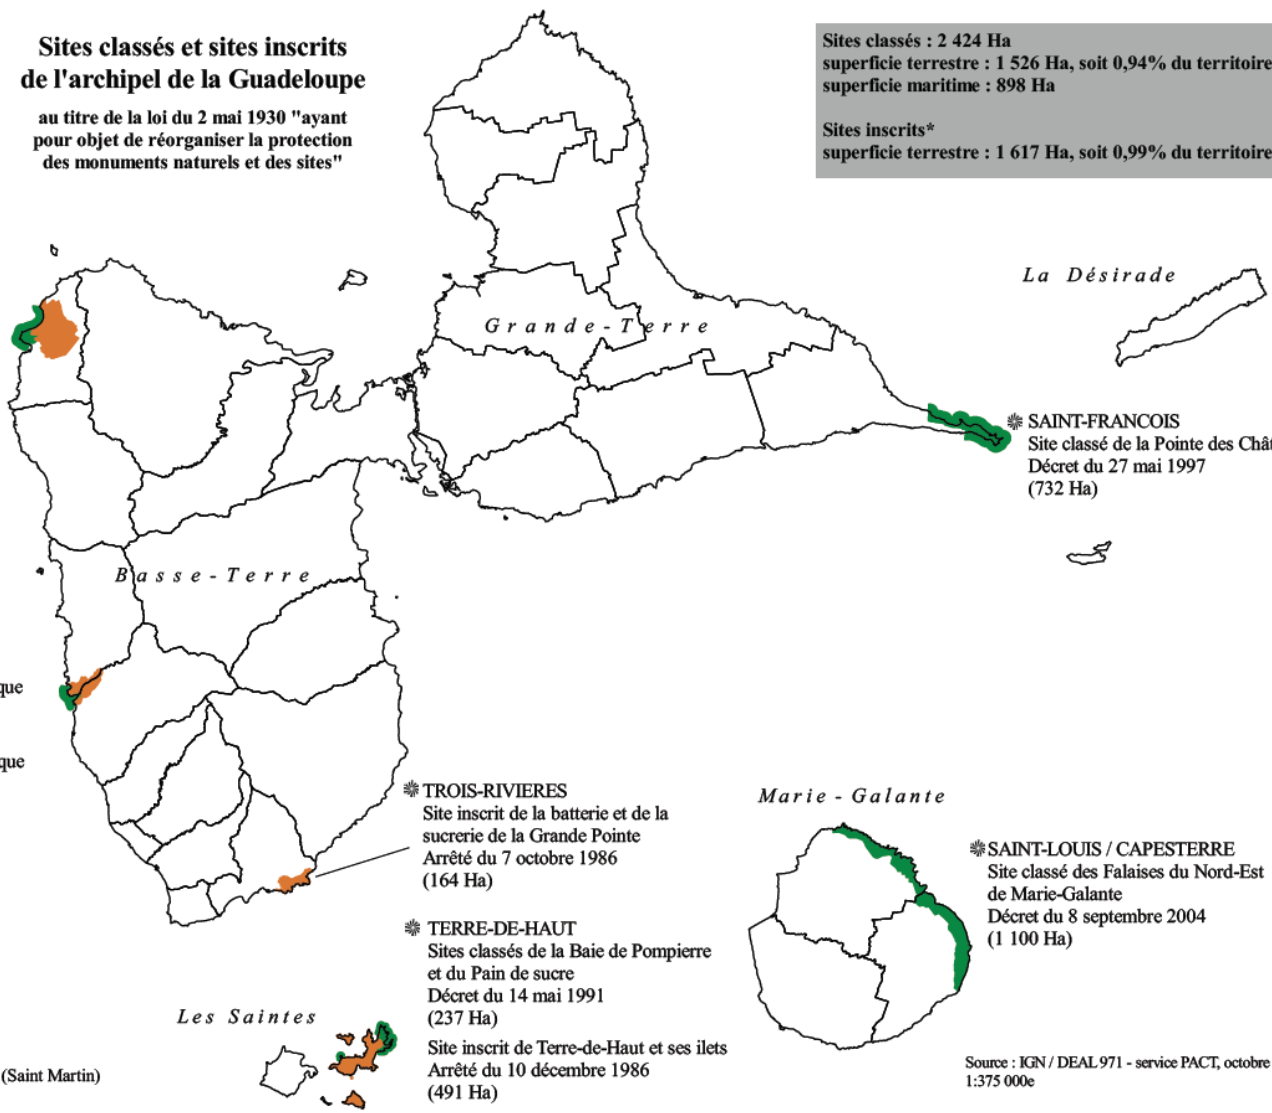 Sites classés et sites inscrits
de l'archipel de la Guadeloupe
au titre de la loi du 2 mai 1930 "ayant
pour objet de réorganiser la protection
des monuments naturels et des sites"
Sites classés : 2 424 Ha
superficie terrestre : 1 526 Ha, soit 0,94% du territoire
superficie maritime : 898 Ha
Sites inscrits*
superficie terrestre : 1 617 Ha, soit 0,99% du territoire
La Désirade
Grande-Terre
SAINT-FRANCOIS
Site classé de la Pointe des Chât
Décret du 27 mai 1997
(732 Ha)
Basse-Terre
que
que
TROIS-RIVIERES
Site inscrit de la batterie et de la
sucrerie de la Grande Pointe
Arrêté du 7 octobre 1986
(164 Ha)
Marie-Galante
SAINT-LOUIS / CAPESTERRE
Site classé des Falaises du Nord-Est
de Marie-Galante
Décret du 8 septembre 2004
(1 100 Ha)
TERRE-DE-HAUT
Sites classés de la Baie de Pompierre
et du Pain de sucre
Décret du 14 mai 1991
(237 Ha)
Site inscrit de Terre-de-Haut et ses ilets
Arrêté du 10 décembre 1986
(491 Ha)
Les Saintes
(Saint Martin)
Source : IGN / DEAL 971 - service PACT, octobre
1:375 000e